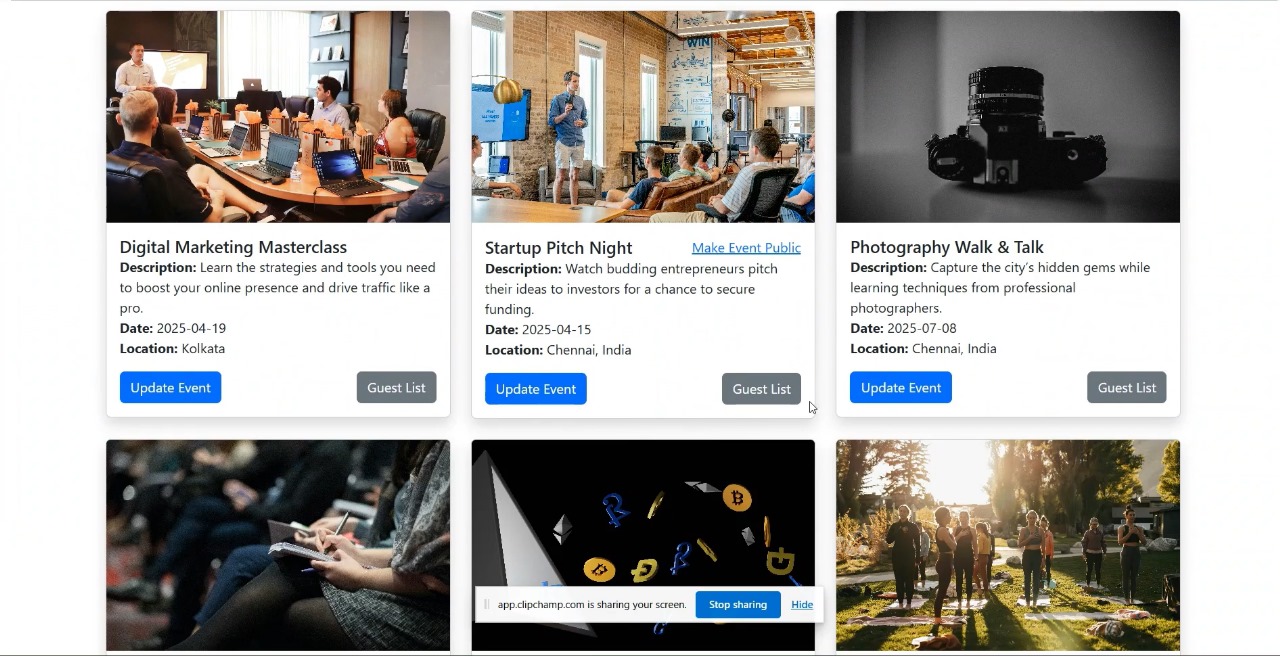 WIN
Digital Marketing Masterclass
Description: Learn the strategies and tools you need
to boost your online presence and drive traffic like a
pro.
Date: 2025-04-19
Location: Kolkata
Update Event
Guest List
Startup Pitch Night
Make Event Public
Description: Watch budding entrepreneurs pitch
their ideas to investors for a chance to secure
funding.
Date: 2025-04-15
Location: Chennai, India
Update Event
Guest List
Photography Walk & Talk
Description: Capture the city's hidden gems while
learning techniques from professional
photographers.
Date: 2025-07-08
Location: Chennai, India
Update Event
Guest List
app.clipchamp.com is sharing your screen.
Stop sharing
Hide